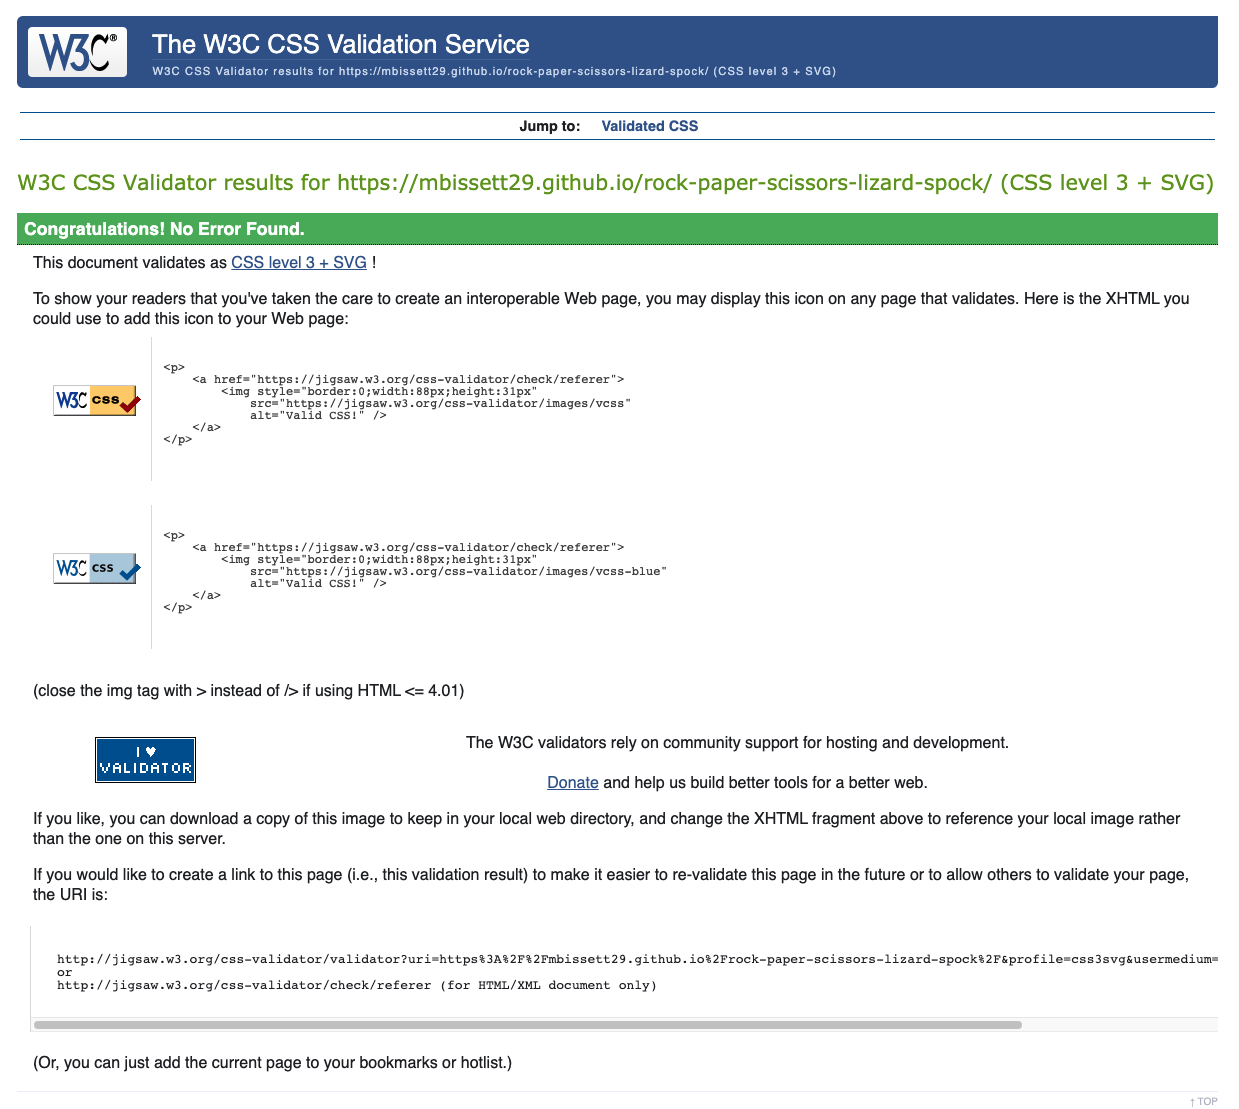 W3C®
The W3C CSS Validation Service
W3C CSS Validator results for https://mbissett29.github.io/rock-paper-scissors-lizard-spock/ (CSS level 3 + SVG)
Jump to: Validated CSS
W3C CSS Validator results for https://mbissett29.github.io/rock-paper-scissors-lizard-spock/ (CSS level 3 + SVG)
Congratulations! No Error Found.
This document validates as CSS level 3 + SVG !
To show your readers that you've taken the care to create an interoperable Web page, you may display this icon on any page that validates. Here is the XHTML you
could use to add this icon to your Web page:
W3C css
<p>
    <a href="https://jigsaw.w3.org/css-validator/check/referer">
        <img style="border:0;width:88px;height:31px"
            src="https://jigsaw.w3.org/css-validator/images/vcss"
            alt="Valid CSS!" />
    </a>
</p>
W3C css
<p>
    <a href="https://jigsaw.w3.org/css-validator/check/referer">
        <img style="border:0;width:88px;height:31px"
            src="https://jigsaw.w3.org/css-validator/images/vcss-blue"
            alt="Valid CSS!" />
    </a>
</p>
(close the img tag with > instead of /> if using HTML <= 4.01)
I ♥
VALIDATOR
The W3C validators rely on community support for hosting and development.
Donate and help us build better tools for a better web.
If you like, you can download a copy of this image to keep in your local web directory, and change the XHTML fragment above to reference your local image rather
than the one on this server.
If you would like to create a link to this page (i.e., this validation result) to make it easier to re-validate this page in the future or to allow others to validate your page,
the URI is:
http://jigsaw.w3.org/css-validator/validator?uri=https%3A%2F%2Fmbissett29.github.io%2Frock-paper-scissors-lizard-spock%2F&profile=css3svg&usermedium=
or
http://jigsaw.w3.org/css-validator/check/referer (for HTML/XML document only)
(Or, you can just add the current page to your bookmarks or hotlist.)
↑ TOP